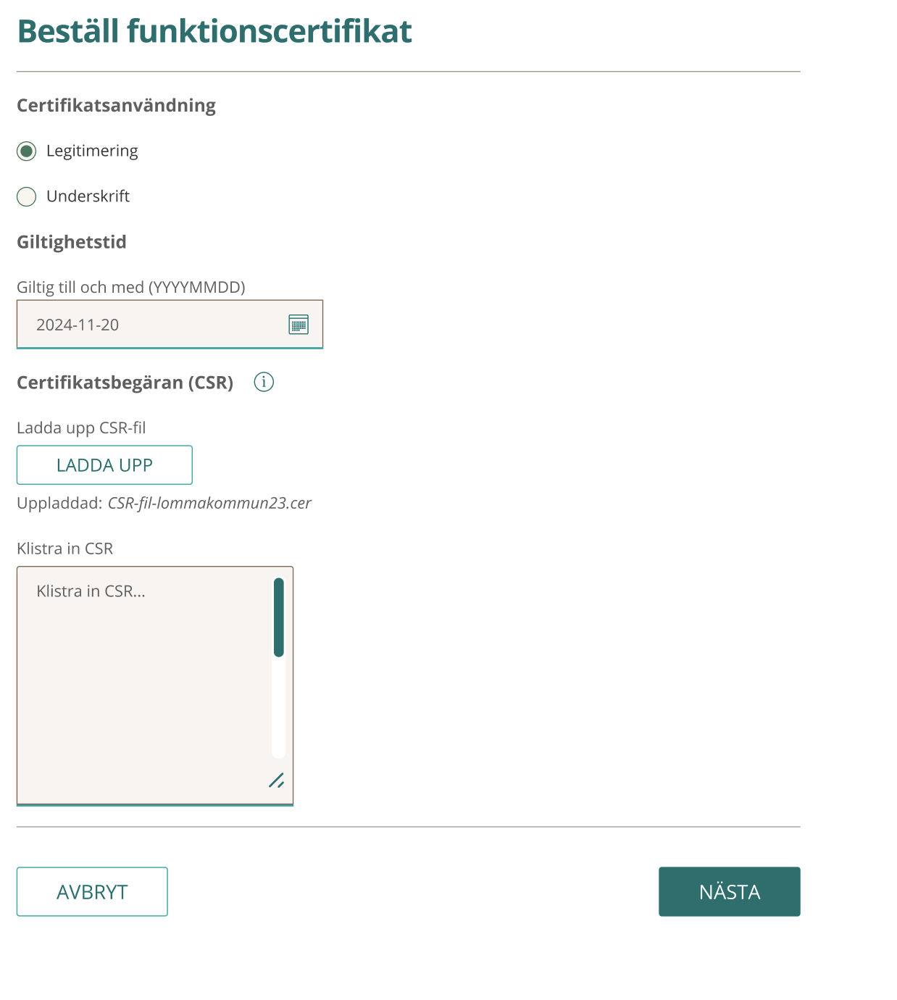 Beställ funktionscertifikat
Certifikatsanvändning
Legitimering
Underskrift
Giltighetstid
Giltig till och med (YYYYMMDD)
2024-11-20
Certifikatsbegäran (CSR) i
Ladda upp CSR-fil
LADDA UPP
Uppladdad: CSR-fil-lommakommun23.cer
Klistra in CSR
Klistra in CSR...
AVBRYT
NÄSTA